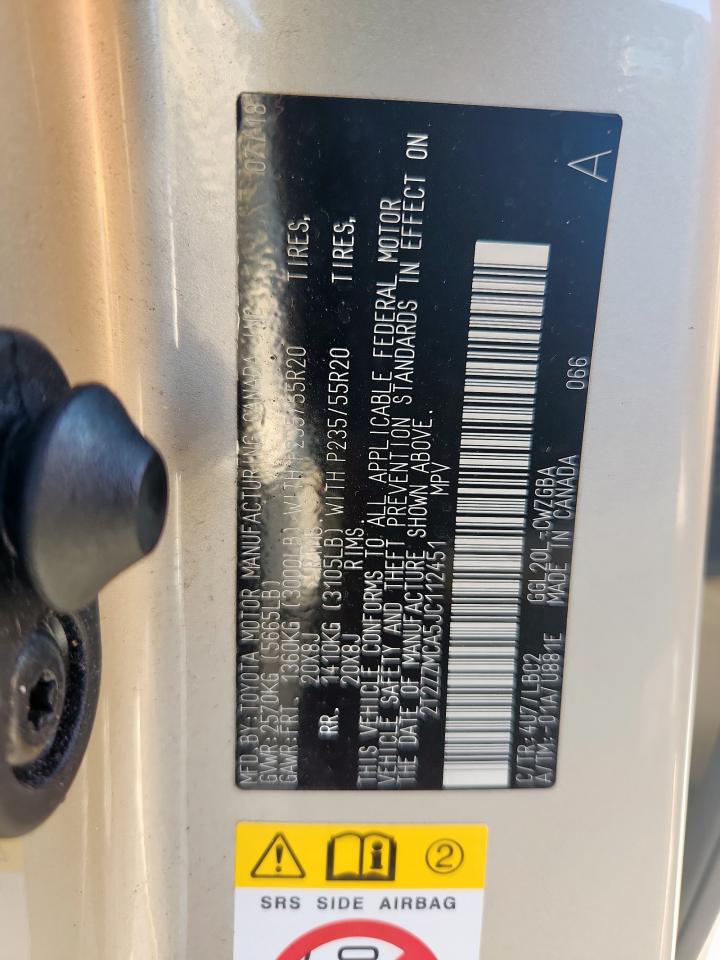 MFD.BY:TOYOTA MOTOR MANUFACTURING CANADA INC. 07/18
GVWR:2570KG (5665LB)
GAWR:FRT. 1360KG (3000LB) WITH P235/55R20 TIRES,
20X8J RIMS
RR. 1410KG (3105LB) WITH P235/55R20 TIRES,
20X8J RIMS.
THIS VEHICLE CONFORMS TO ALL APPLICABLE FEDERAL MOTOR
VEHICLE SAFETY AND THEFT PREVENTION STANDARDS IN EFFECT ON
THE DATE OF MANUFACTURE SHOWN ABOVE.
2T2ZZMCA5JC112451 MPV
C/TR:4U7/LB02 GGL20L-CWZGBA 066
A/TM:-01A/U881E MADE IN CANADA
A
2
SRS SIDE AIRBAG